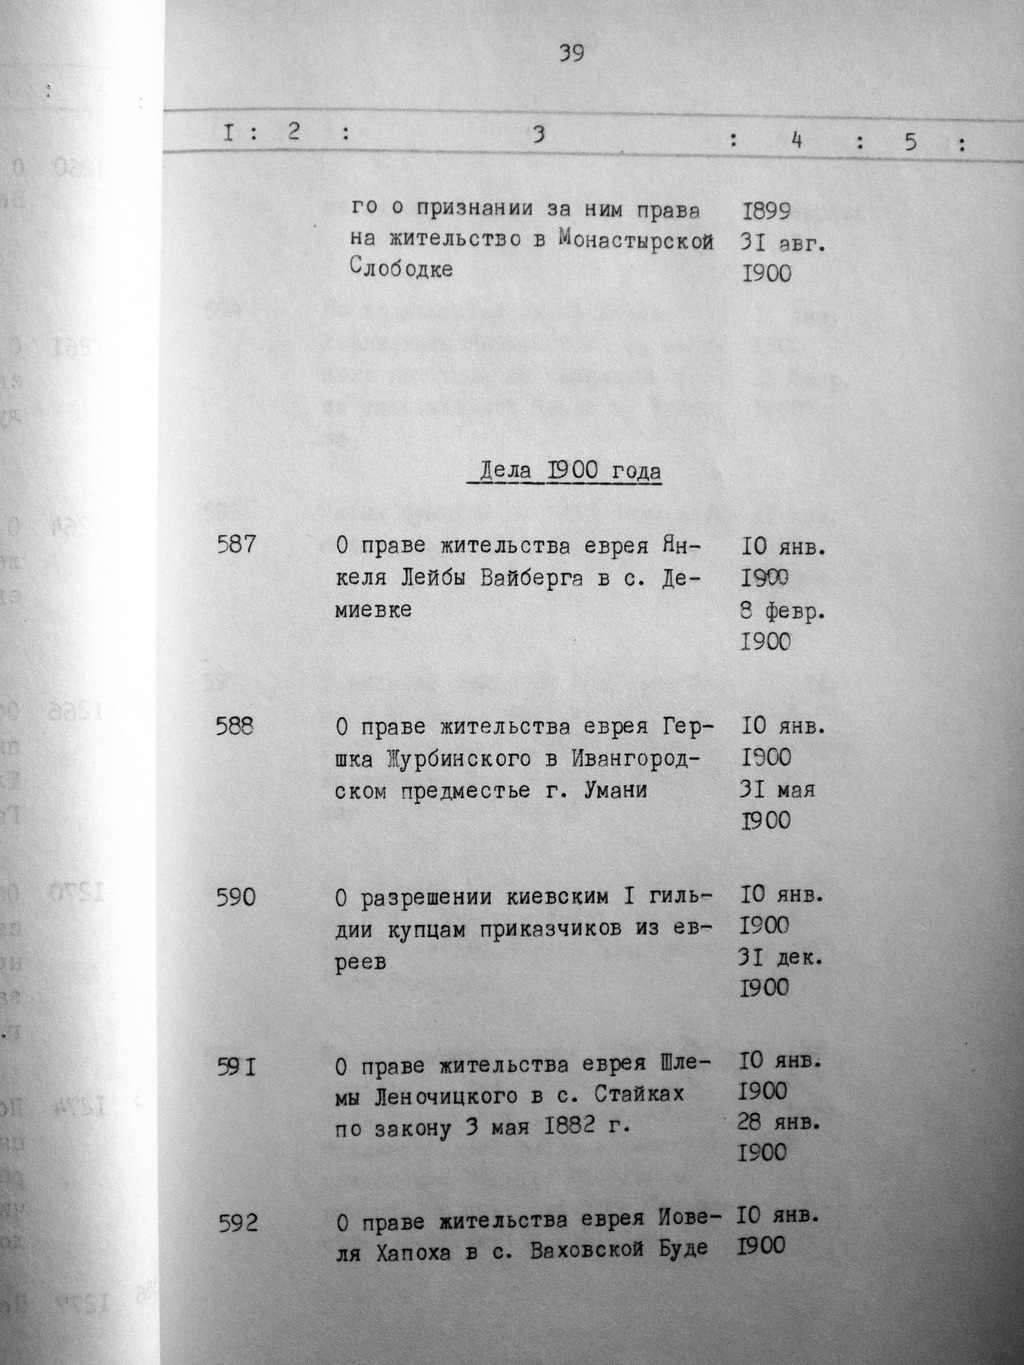 39
I : 2 : 3 : 4 : 5 :
го о признании за ним права 1899
на жительство в Монастырской 31 авг.
Слободке 1900
Дела 1900 года
587 О праве жительства еврея Ян- 10 янв.
келя Лейбы Вайберга в с. Де- 1900
миевке 8 февр.
1900
588 О праве жительства еврея Гер- 10 янв.
шка Журбинского в Ивангород- 1900
ском предместье г. Умани 31 мая
1900
590 О разрешении киевским I гиль- 10 янв.
дии купцам приказчиков из ев- 1900
реев 31 дек.
1900
591 О праве жительства еврея Шле- 10 янв.
мы Леночицкого в с. Стайках 1900
по закону 3 мая 1882 г. 28 янв.
1900
592 О праве жительства еврея Иове- 10 янв.
ля Хапоха в с. Ваховской Буде 1900